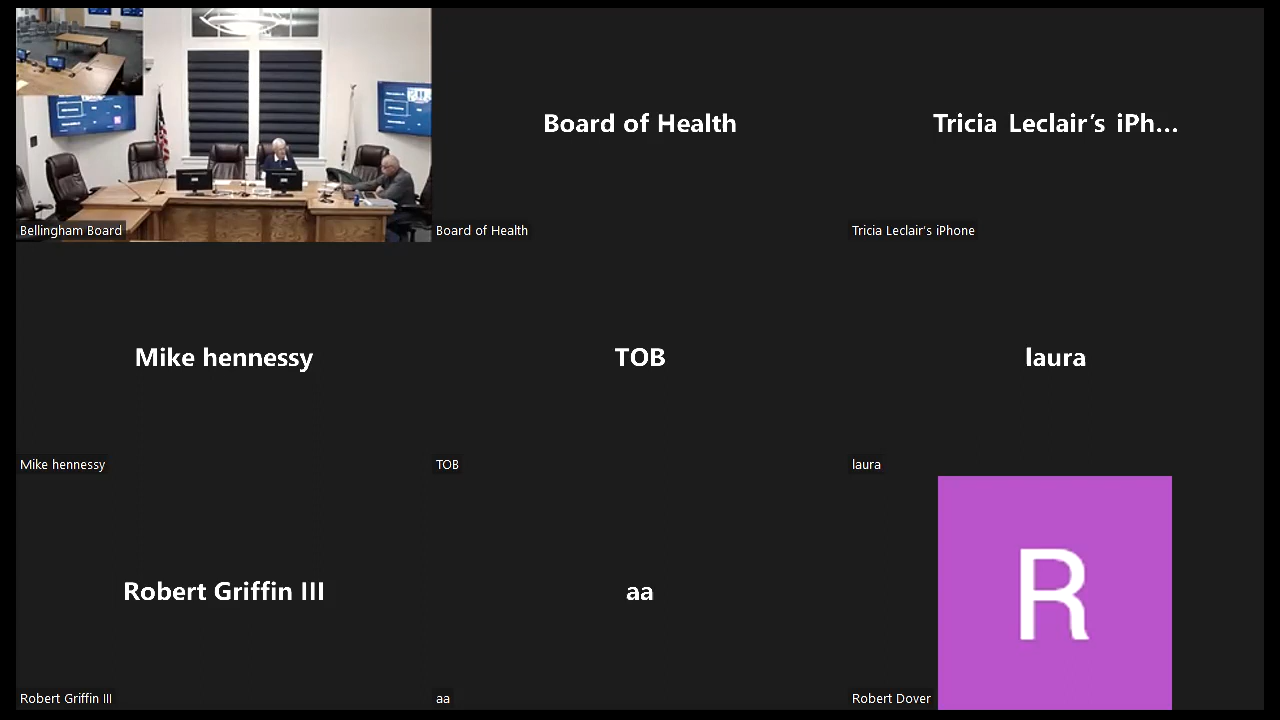 Board of Health
Tricia Leclair's iPh...
Bellingham Board
Board of Health
Tricia Leclair's iPhone
Mike hennessy
TOB
laura
Mike hennessy
TOB
laura
Robert Griffin III
aa
R
Robert Griffin III
aa
Robert Dover